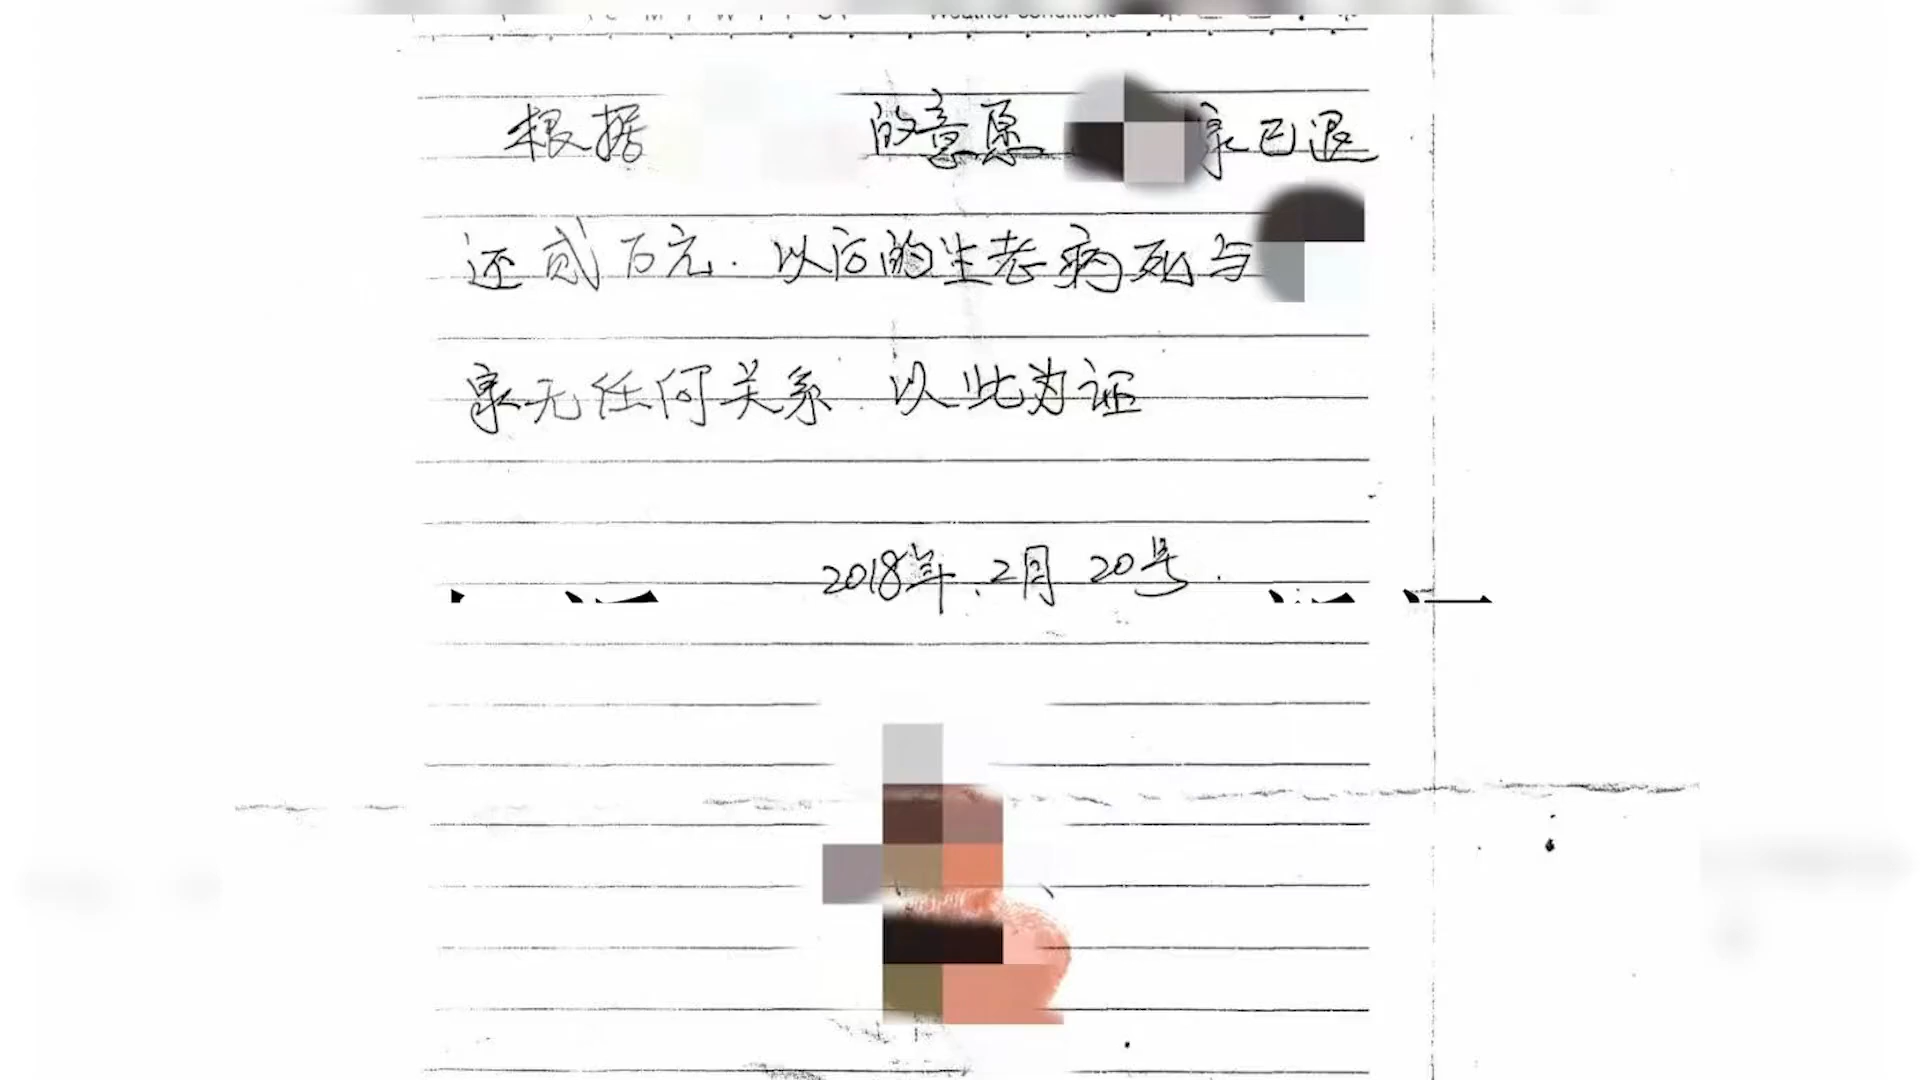 Weather conditions
根据 的意愿 家已退
还贰万元.以后的生老病死与
家无任何关系.以此为证
2018年.2月20号.